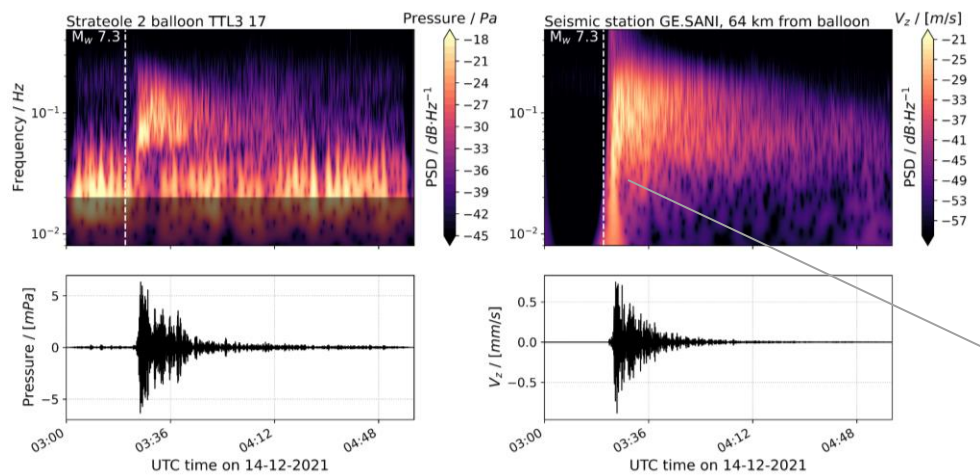 Strateole 2 balloon TTL3 17
Pressure / Pa
M_w 7.3
Frequency / Hz
10⁻¹
10⁻²
−18
−21
−24
−27
−30
−33
−36
−39
−42
−45
PSD / dB·Hz⁻¹
Seismic station GE.SANI, 64 km from balloon
V_z / [m/s]
M_w 7.3
10⁻¹
10⁻²
−21
−25
−29
−33
−37
−41
−45
−49
−53
−57
PSD / dB·Hz⁻¹
Pressure / [mPa]
5
0
−5
03:00
03:36
04:12
04:48
UTC time on 14-12-2021
V_z / [mm/s]
0.5
0.0
−0.5
03:00
03:36
04:12
04:48
UTC time on 14-12-2021